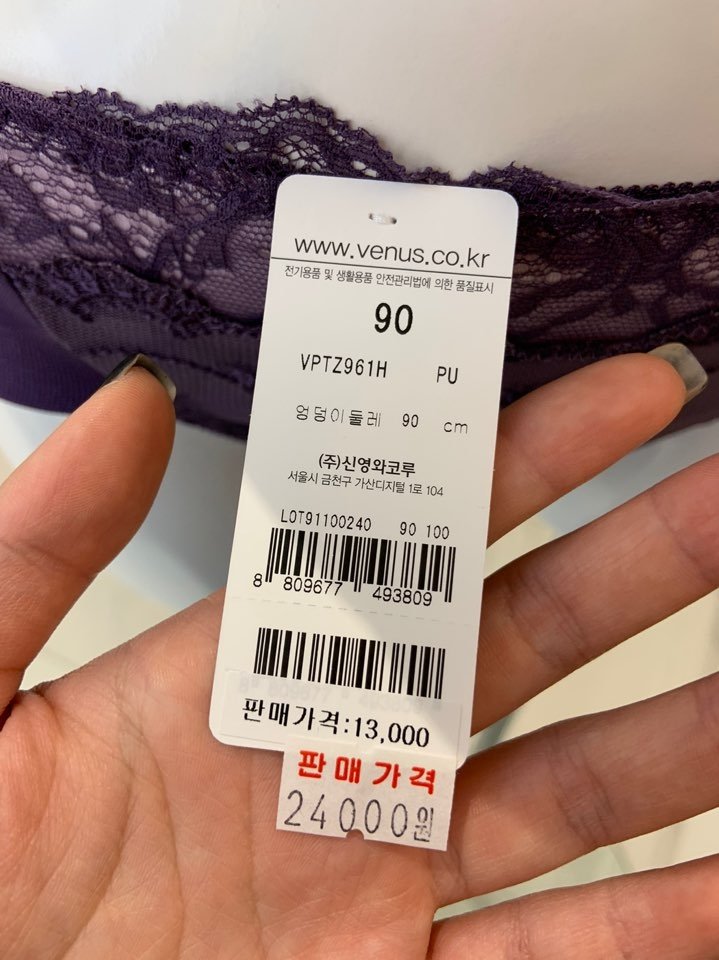 www.venus.co.kr
전기용품 및 생활용품 안전관리법에 의한 품질표시
90
VPTZ961H PU
엉덩이둘레 90 cm
(주)신영와코루
서울시 금천구 가산디지털 1로 104
LOT91100240 90 100
8 809677 493809
판매가격:13,000
판매가격
24000원